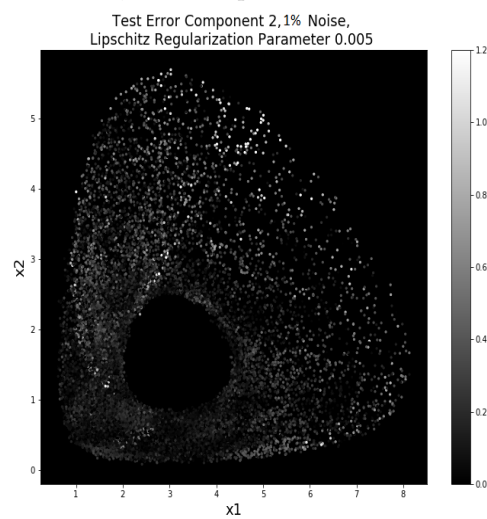 Test Error Component 2, 1% Noise,
Lipschitz Regularization Parameter 0.005
x2
5
4
3
2
1
0
1 2 3 4 5 6 7 8
x1
1.2
1.0
0.8
0.6
0.4
0.2
0.0